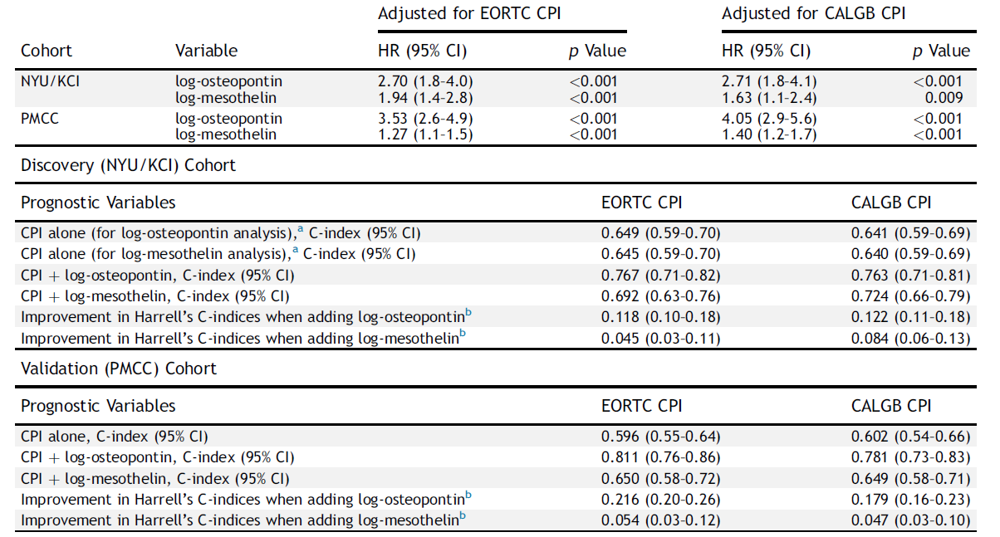 Adjusted for EORTC CPI Adjusted for CALGB CPI
Cohort Variable HR (95% CI) p Value HR (95% CI) p Value
NYU/KCI log-osteopontin 2.70 (1.8–4.0) <0.001 2.71 (1.8–4.1) <0.001
log-mesothelin 1.94 (1.4–2.8) <0.001 1.63 (1.1–2.4) 0.009
PMCC log-osteopontin 3.53 (2.6–4.9) <0.001 4.05 (2.9–5.6) <0.001
log-mesothelin 1.27 (1.1–1.5) <0.001 1.40 (1.2–1.7) <0.001
Discovery (NYU/KCI) Cohort
Prognostic Variables EORTC CPI CALGB CPI
CPI alone (for log-osteopontin analysis),a C-index (95% CI) 0.649 (0.59-0.70) 0.641 (0.59-0.69)
CPI alone (for log-mesothelin analysis),a C-index (95% CI) 0.645 (0.59-0.70) 0.640 (0.59-0.69)
CPI + log-osteopontin, C-index (95% CI) 0.767 (0.71-0.82) 0.763 (0.71-0.81)
CPI + log-mesothelin, C-index (95% CI) 0.692 (0.63-0.76) 0.724 (0.66-0.79)
Improvement in Harrell's C-indices when adding log-osteopontinb 0.118 (0.10-0.18) 0.122 (0.11-0.18)
Improvement in Harrell's C-indices when adding log-mesothelinb 0.045 (0.03-0.11) 0.084 (0.06-0.13)
Validation (PMCC) Cohort
Prognostic Variables EORTC CPI CALGB CPI
CPI alone, C-index (95% CI) 0.596 (0.55-0.64) 0.602 (0.54-0.66)
CPI + log-osteopontin, C-index (95% CI) 0.811 (0.76-0.86) 0.781 (0.73-0.83)
CPI + log-mesothelin, C-index (95% CI) 0.650 (0.58-0.72) 0.649 (0.58-0.71)
Improvement in Harrell's C-indices when adding log-osteopontinb 0.216 (0.20-0.26) 0.179 (0.16-0.23)
Improvement in Harrell's C-indices when adding log-mesothelinb 0.054 (0.03-0.12) 0.047 (0.03-0.10)